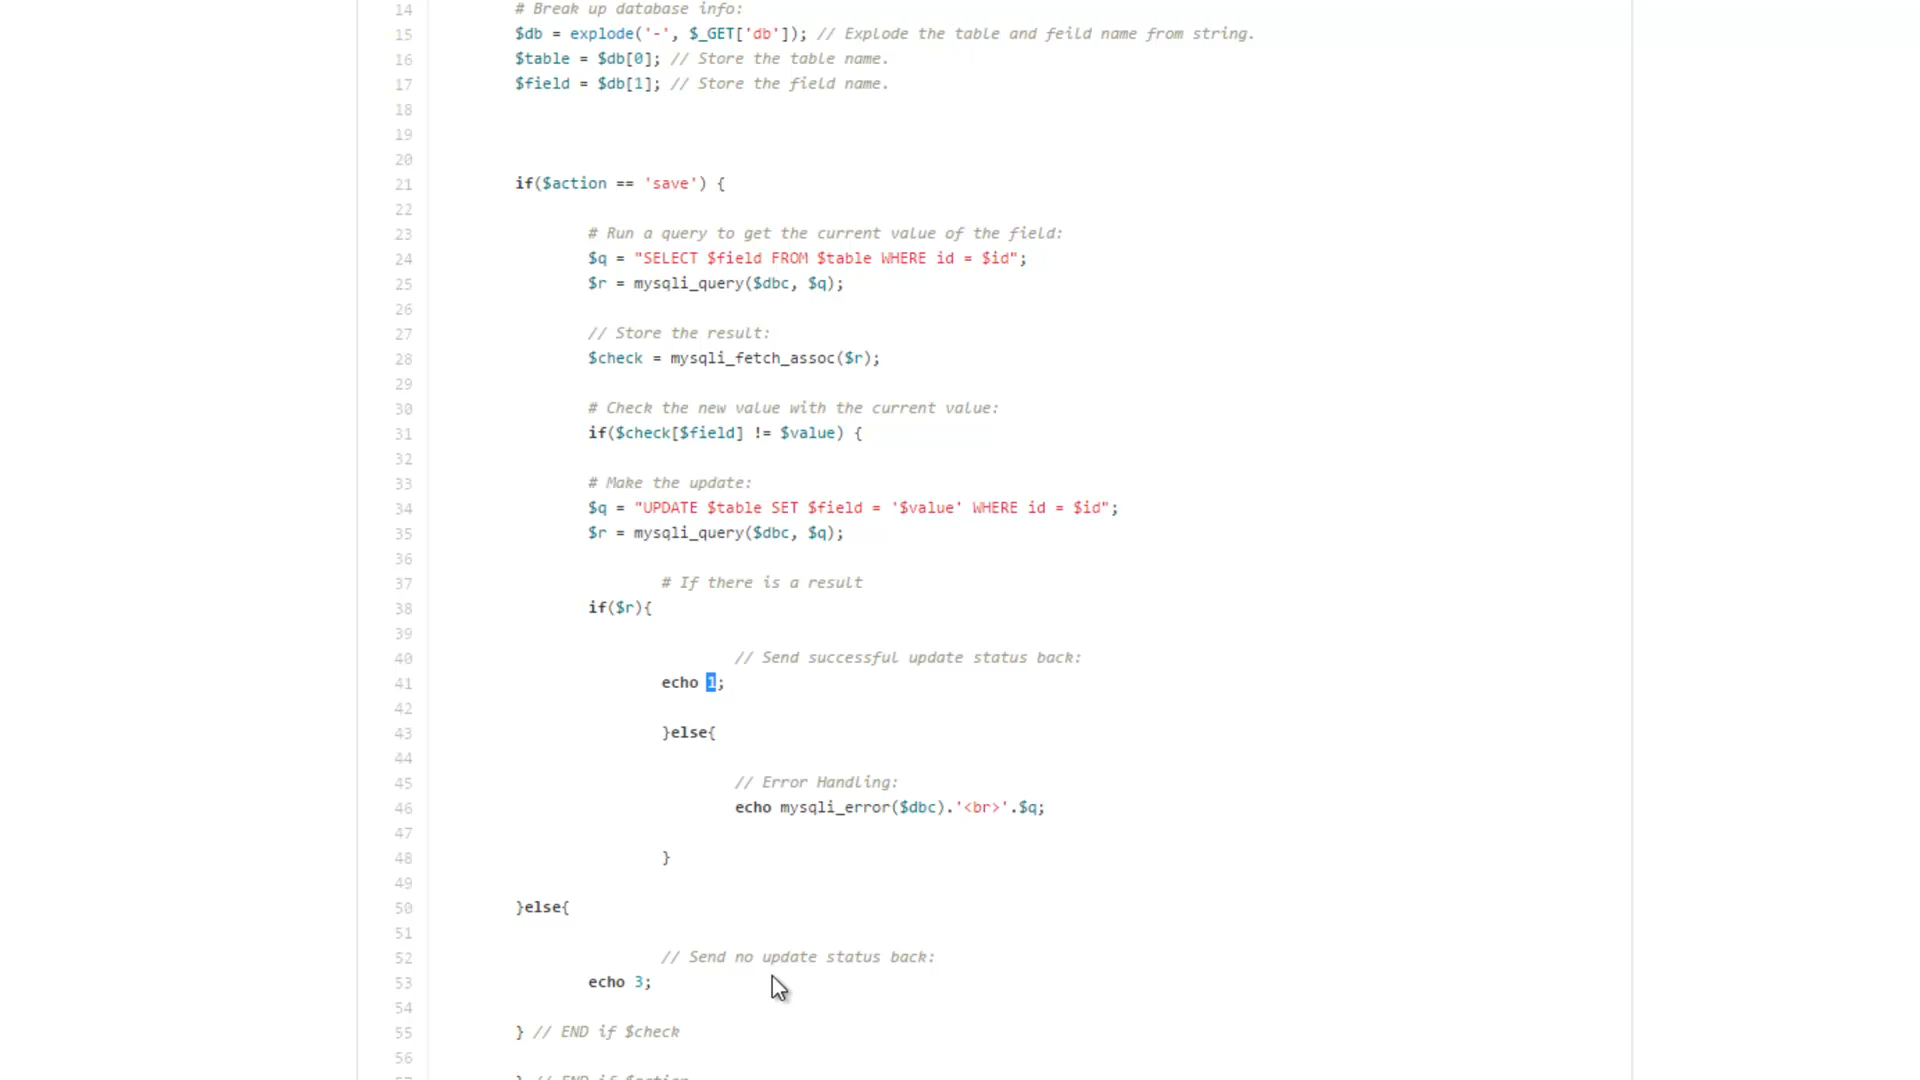 14 # Break up database info:
15 $db = explode('-', $_GET['db']); // Explode the table and feild name from string.
16 $table = $db[0]; // Store the table name.
17 $field = $db[1]; // Store the field name.
18
19
20
21 if($action == 'save') {
22
23 # Run a query to get the current value of the field:
24 $q = "SELECT $field FROM $table WHERE id = $id";
25 $r = mysqli_query($dbc, $q);
26
27 // Store the result:
28 $check = mysqli_fetch_assoc($r);
29
30 # Check the new value with the current value:
31 if($check[$field] != $value) {
32
33 # Make the update:
34 $q = "UPDATE $table SET $field = '$value' WHERE id = $id";
35 $r = mysqli_query($dbc, $q);
36
37 # If there is a result
38 if($r){
39
40 // Send successful update status back:
41 echo 1;
42
43 }else{
44
45 // Error Handling:
46 echo mysqli_error($dbc).'<br>'.$q;
47
48 }
49
50 }else{
51
52 // Send no update status back:
53 echo 3;
54
55 } // END if $check
56
57 } // END if $action